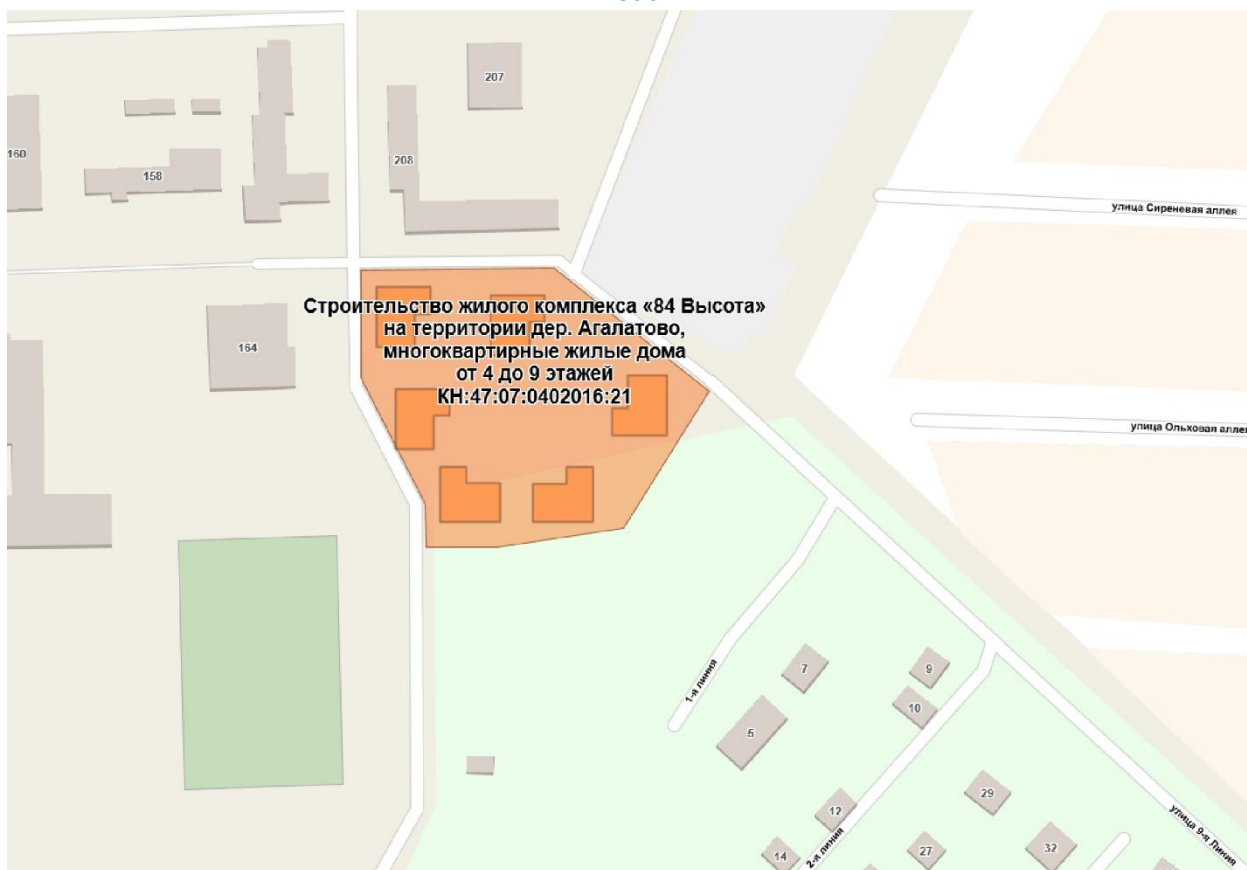 207
160
158
208
улица Сиреневая аллея
Строительство жилого комплекса «84 Высота»
на территории дер. Агалатово,
многоквартирные жилые дома
от 4 до 9 этажей
КН:47:07:0402016:21
164
улица Ольховая аллея
1-я линия
7
9
10
5
29
12
2-я линия
улица 9-я Линия
14
27
32